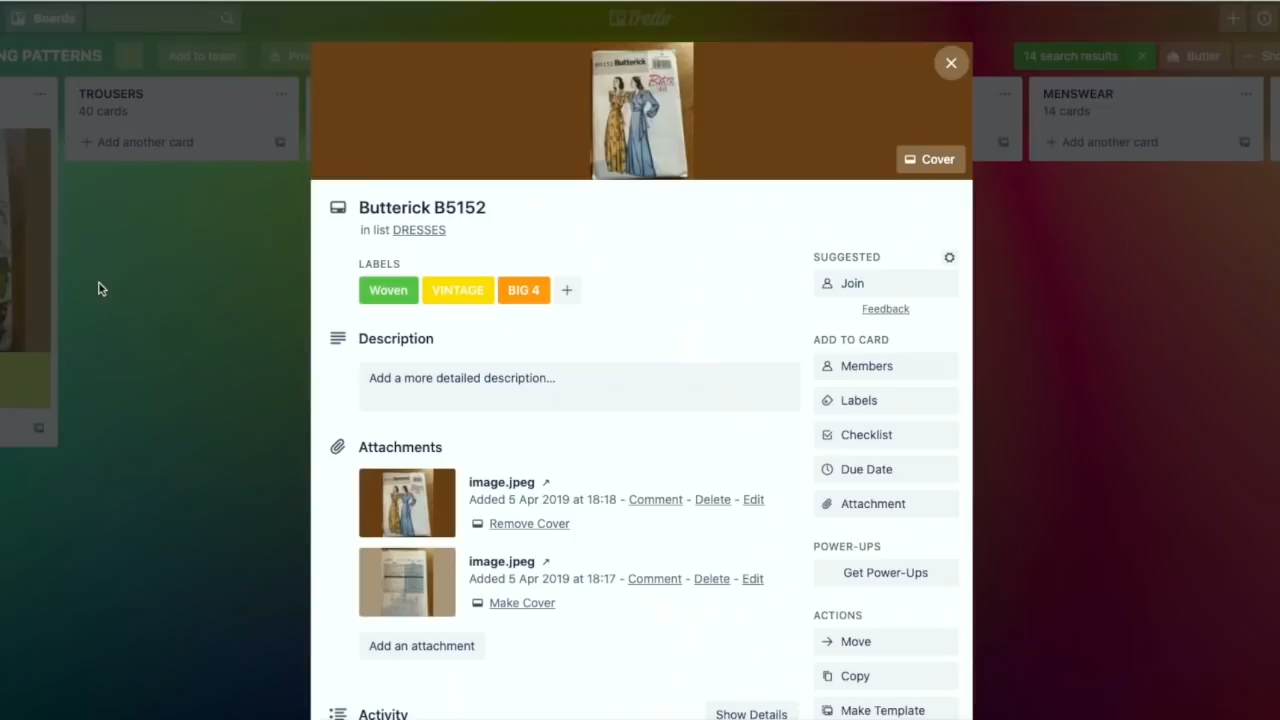 Boards
Trello
NG PATTERNS
Add to team
14 search results
Butler
TROUSERS
40 cards
Add another card
MENSWEAR
14 cards
Add another card
B5152 Butterick
Retro
Cover
Butterick B5152
in list DRESSES
LABELS
Woven
VINTAGE
BIG 4
Description
Add a more detailed description...
Attachments
image.jpeg
Added 5 Apr 2019 at 18:18 - Comment - Delete - Edit
Remove Cover
image.jpeg
Added 5 Apr 2019 at 18:17 - Comment - Delete - Edit
Make Cover
Add an attachment
Activity
Show Details
SUGGESTED
Join
Feedback
ADD TO CARD
Members
Labels
Checklist
Due Date
Attachment
POWER-UPS
Get Power-Ups
ACTIONS
Move
Copy
Make Template